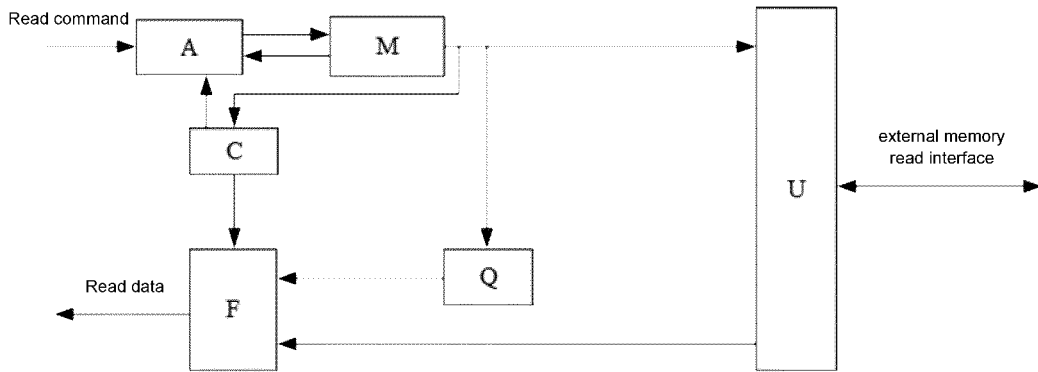 Read command
A
M
C
external memory
read interface
U
Read data
F
Q